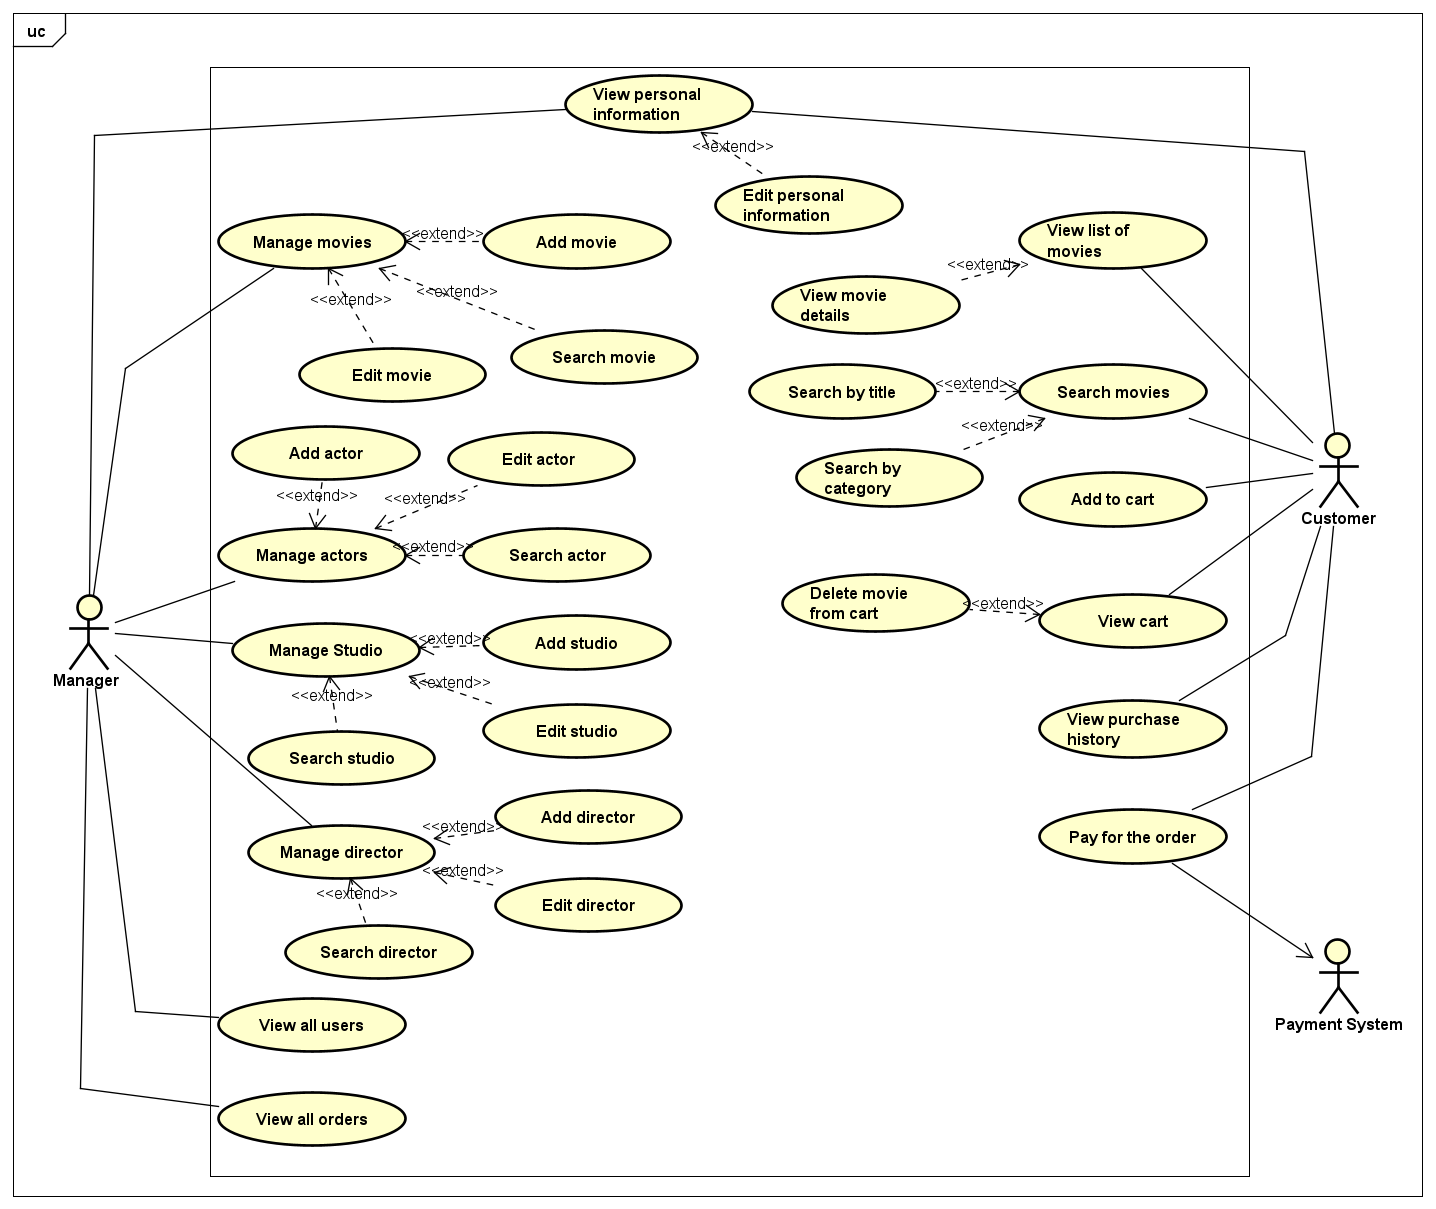 uc
View personal
information
<<extend>>
Edit personal
information
Manage movies
<<extend>>
Add movie
<<extend>>
<<extend>>
Edit movie
Search movie
View list of
movies
<<extend>>
View movie
details
Search by title
<<extend>>
Search movies
<<extend>>
Search by
category
Add to cart
Customer
Add actor
Edit actor
<<extend>>
<<extend>>
Manage actors
<<extend>>
Search actor
Delete movie
from cart
<<extend>>
View cart
Manager
Manage Studio
<<extend>>
Add studio
<<extend>>
<<extend>>
Edit studio
Search studio
View purchase
history
Add director
<<extend>>
Manage director
<<extend>>
<<extend>>
Edit director
Search director
Pay for the order
Payment System
View all users
View all orders